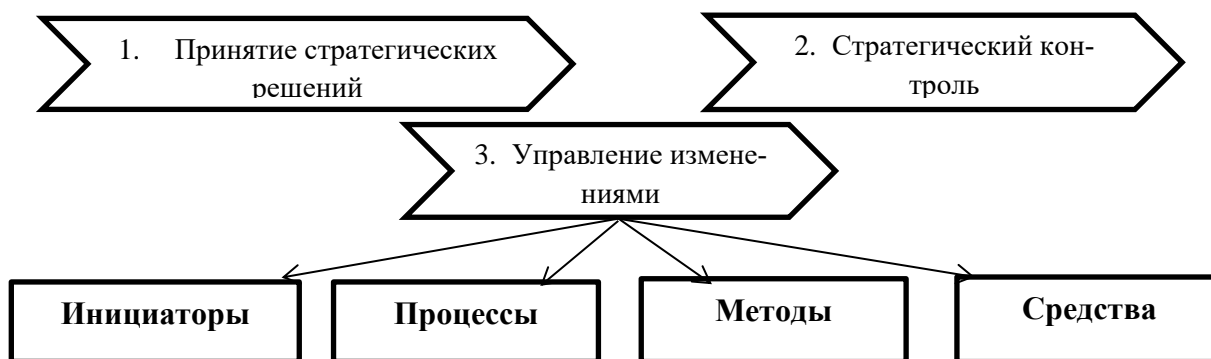 1. Принятие стратегических
решений
2. Стратегический кон-
троль
3. Управление измене-
ниями
Инициаторы
Процессы
Методы
Средства